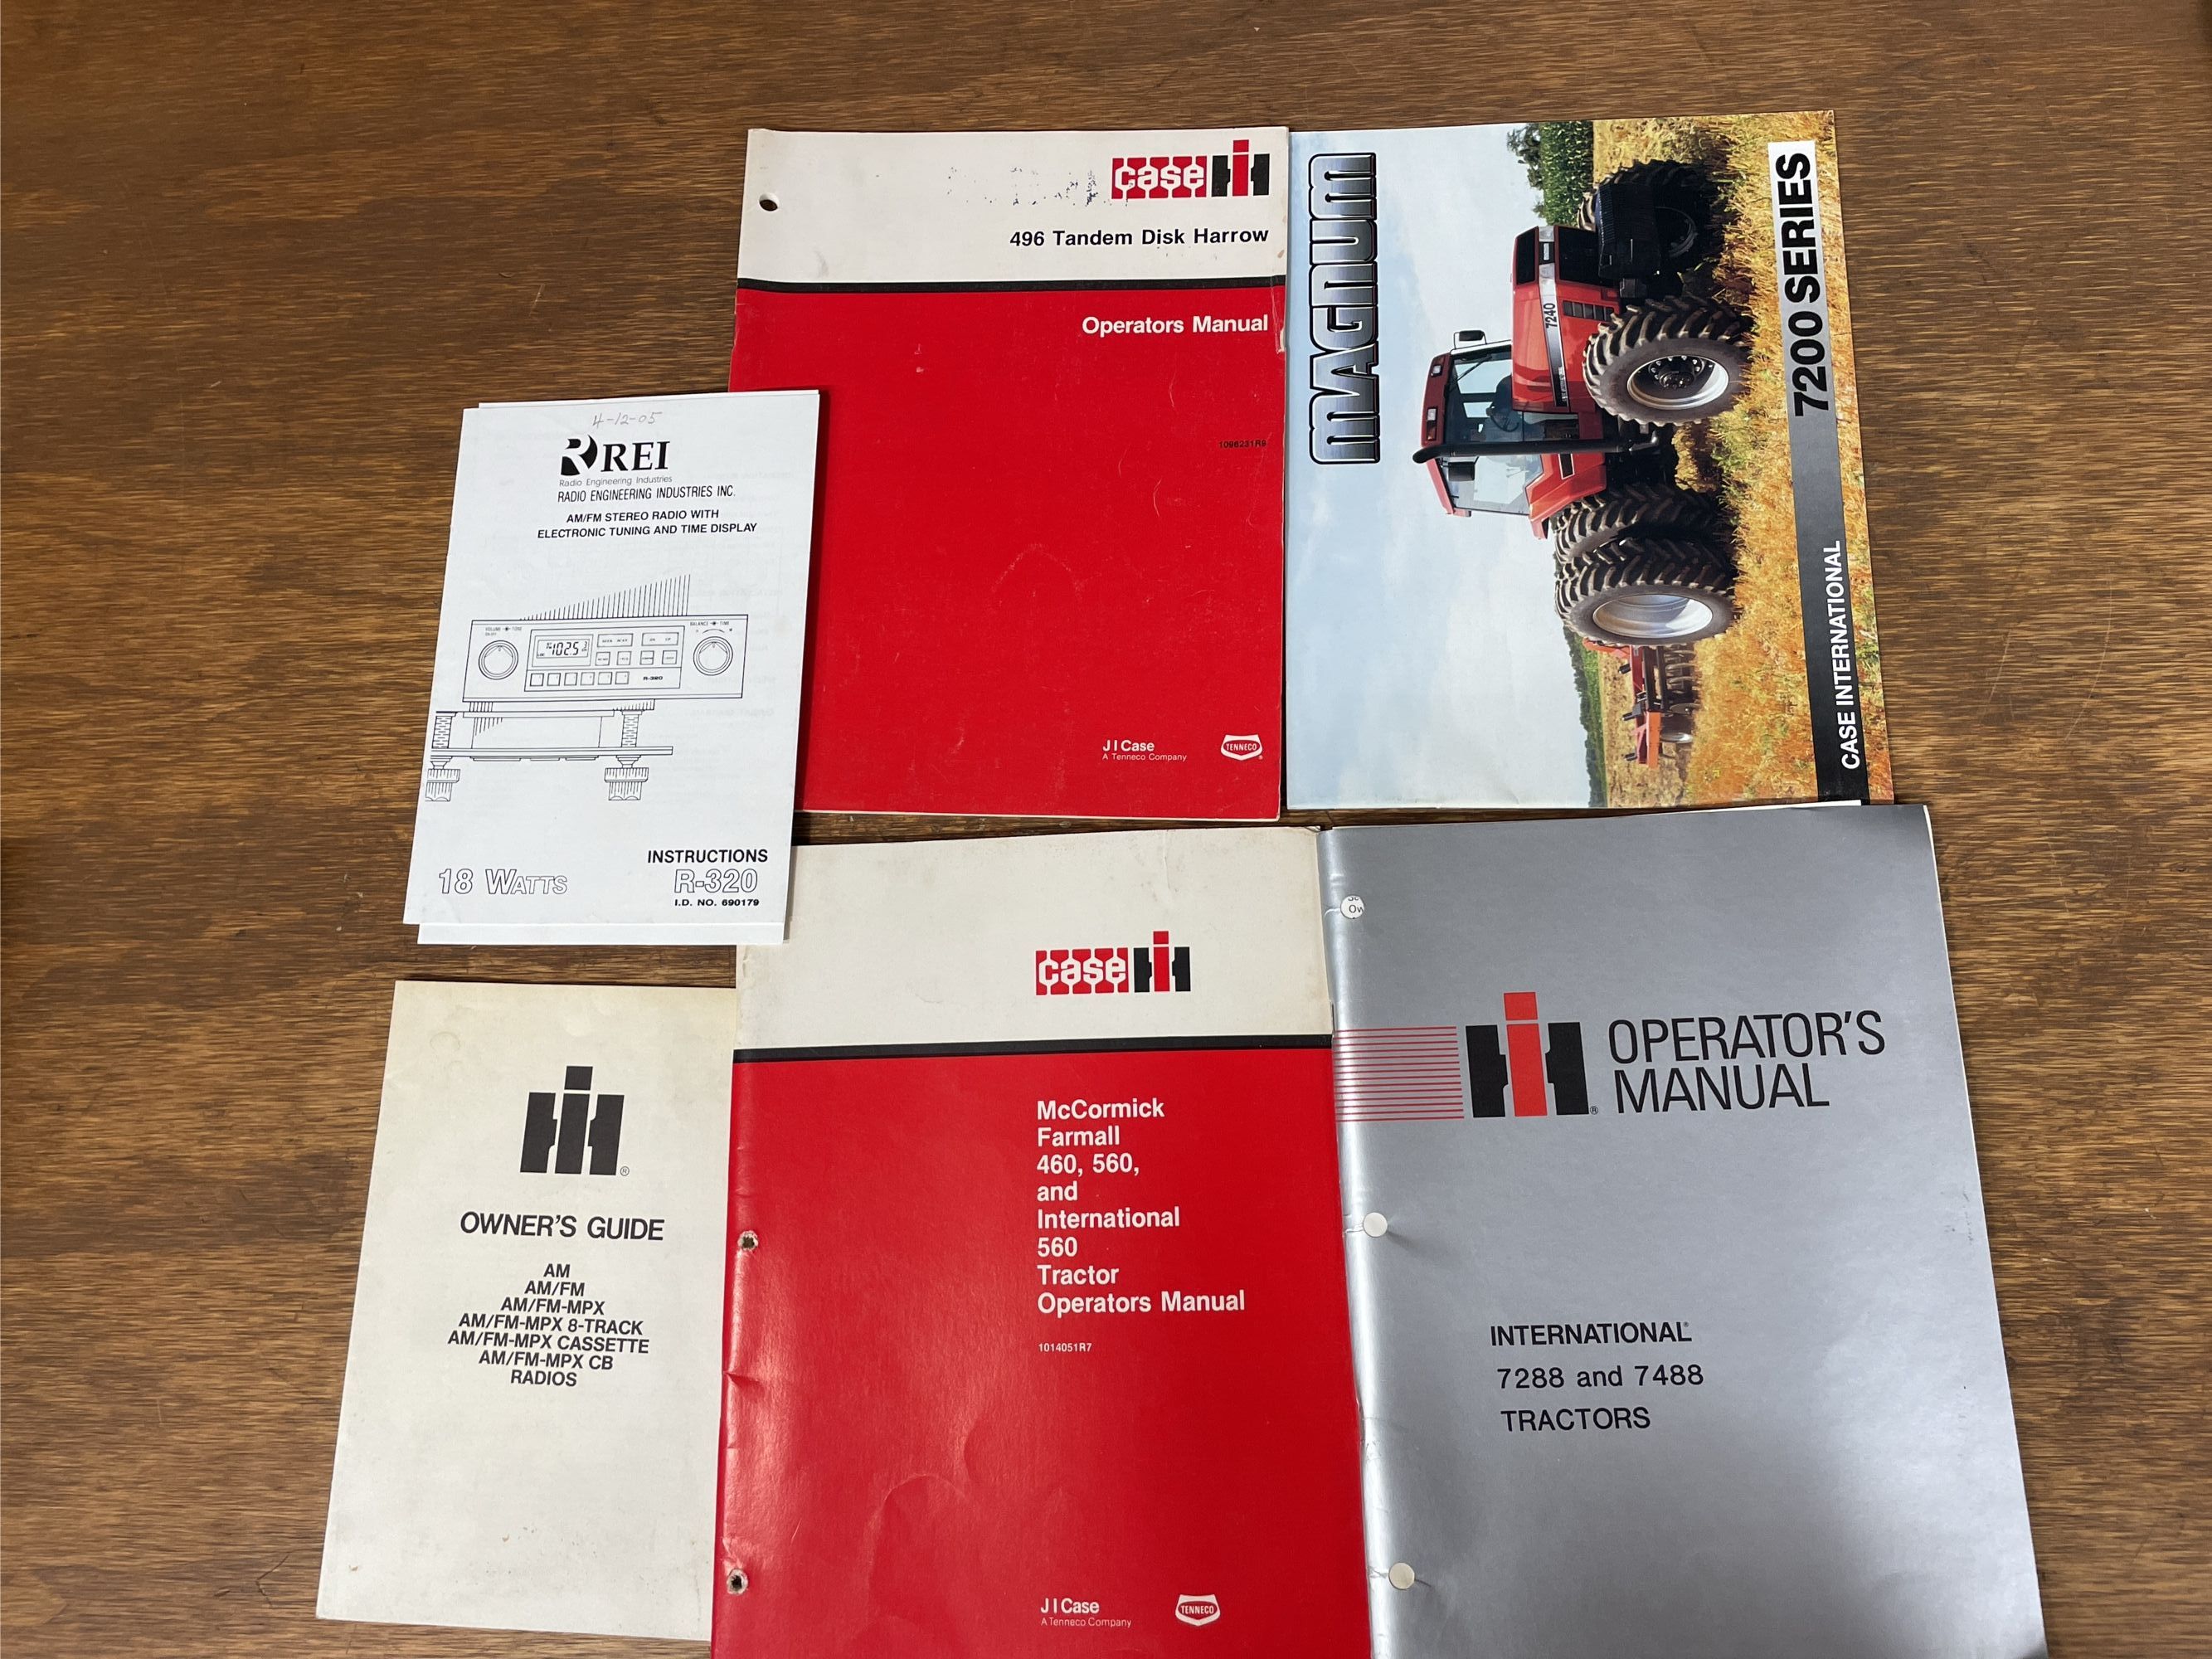 4-12-05
REI
Radio Engineering Industries
RADIO ENGINEERING INDUSTRIES INC.
AM/FM STEREO RADIO WITH
ELECTRONIC TUNING AND TIME DISPLAY
102.5
R-320
INSTRUCTIONS
18 WATTS
R-320
I.D. NO. 690179
case IH
496 Tandem Disk Harrow
Operators Manual
J I Case
A Tenneco Company
TENNECO
MAGNUM
7240
7200 SERIES
CASE INTERNATIONAL
IH
OWNER'S GUIDE
AM
AM/FM
AM/FM-MPX
AM/FM-MPX 8-TRACK
AM/FM-MPX CASSETTE
AM/FM-MPX CB
RADIOS
case IH
McCormick
Farmall
460, 560,
and
International
560
Tractor
Operators Manual
1014051R7
J I Case
A Tenneco Company
TENNECO
IH
OPERATOR'S
MANUAL
INTERNATIONAL®
7288 and 7488
TRACTORS